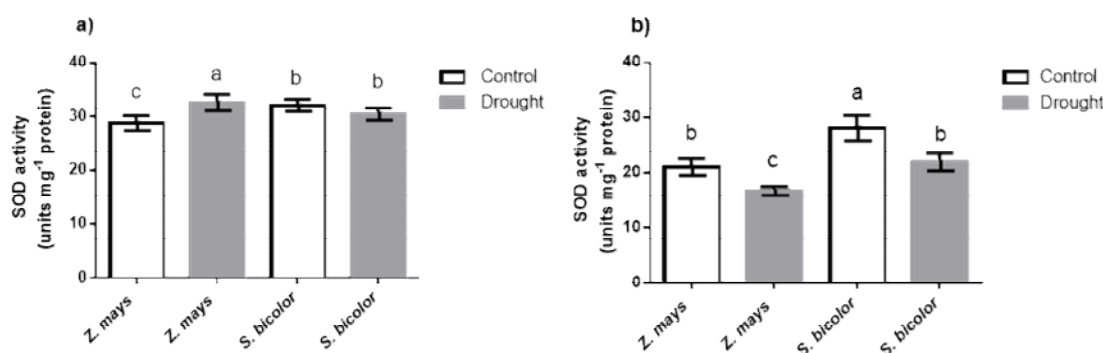 a)
SOD activity
(units mg⁻¹ protein)
40
30
20
10
0
c
a
b
b
Z. mays
Z. mays
S. bicolor
S. bicolor
Control
Drought
b)
SOD activity
(units mg⁻¹ protein)
40
30
20
10
0
b
c
a
b
Z. mays
Z. mays
S. bicolor
S. bicolor
Control
Drought